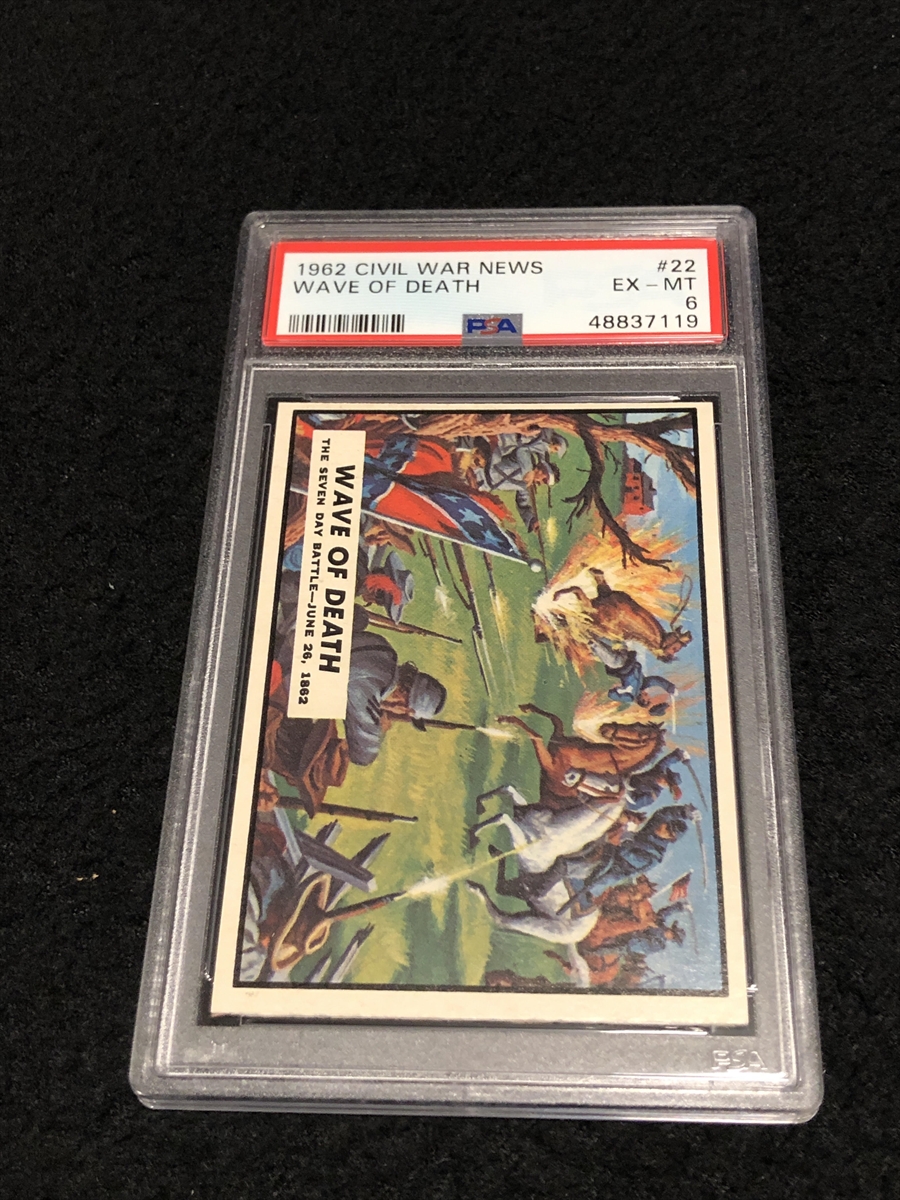 1962 CIVIL WAR NEWS #22
WAVE OF DEATH EX - MT
6
PSA 48837119
WAVE OF DEATH
THE SEVEN DAY BATTLE—JUNE 26, 1862
PSA